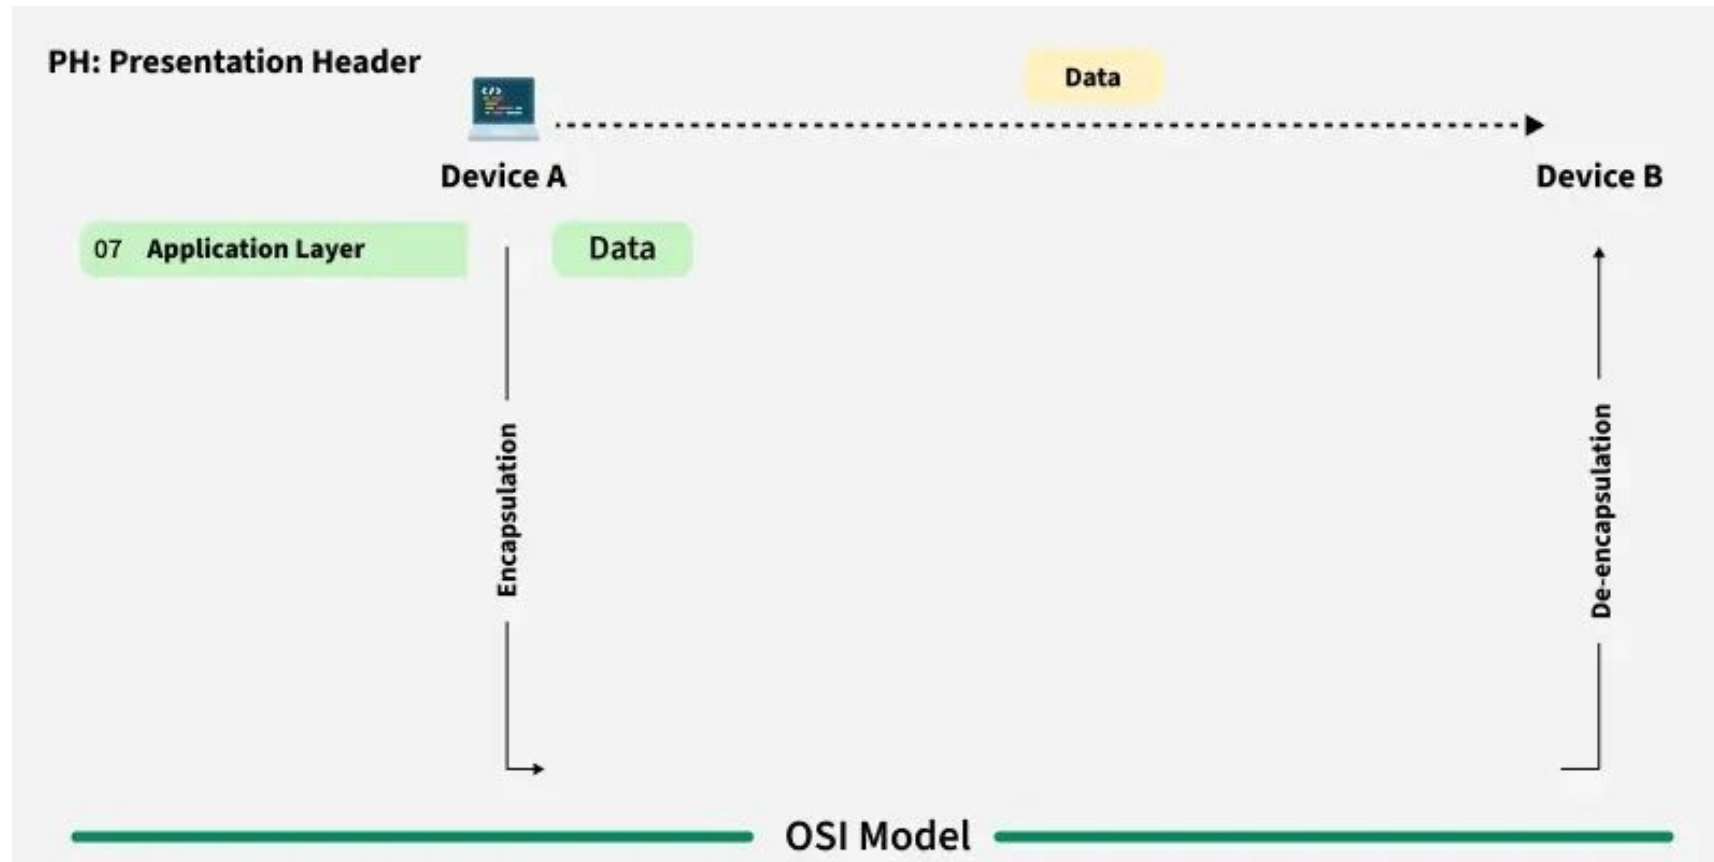 PH: Presentation Header
Data
</>
Device A
Device B
07 Application Layer
Data
Encapsulation
De-encapsulation
OSI Model